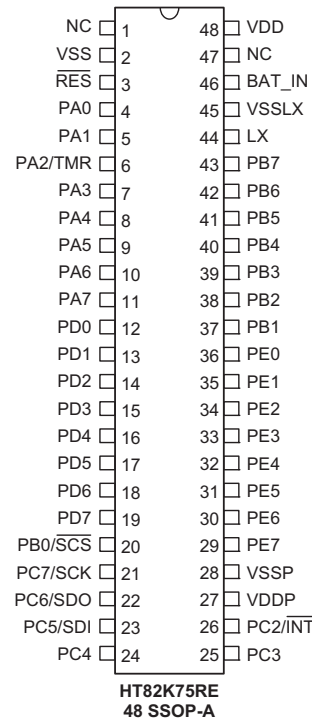 NC 1 48 VDD
VSS 2 47 NC
R̅E̅S̅ 3 46 BAT_IN
PA0 4 45 VSSLX
PA1 5 44 LX
PA2/TMR 6 43 PB7
PA3 7 42 PB6
PA4 8 41 PB5
PA5 9 40 PB4
PA6 10 39 PB3
PA7 11 38 PB2
PD0 12 37 PB1
PD1 13 36 PE0
PD2 14 35 PE1
PD3 15 34 PE2
PD4 16 33 PE3
PD5 17 32 PE4
PD6 18 31 PE5
PD7 19 30 PE6
PB0/S̅C̅S̅ 20 29 PE7
PC7/SCK 21 28 VSSP
PC6/SDO 22 27 VDDP
PC5/SDI 23 26 PC2/I̅N̅T̅
PC4 24 25 PC3
HT82K75RE
48 SSOP-A